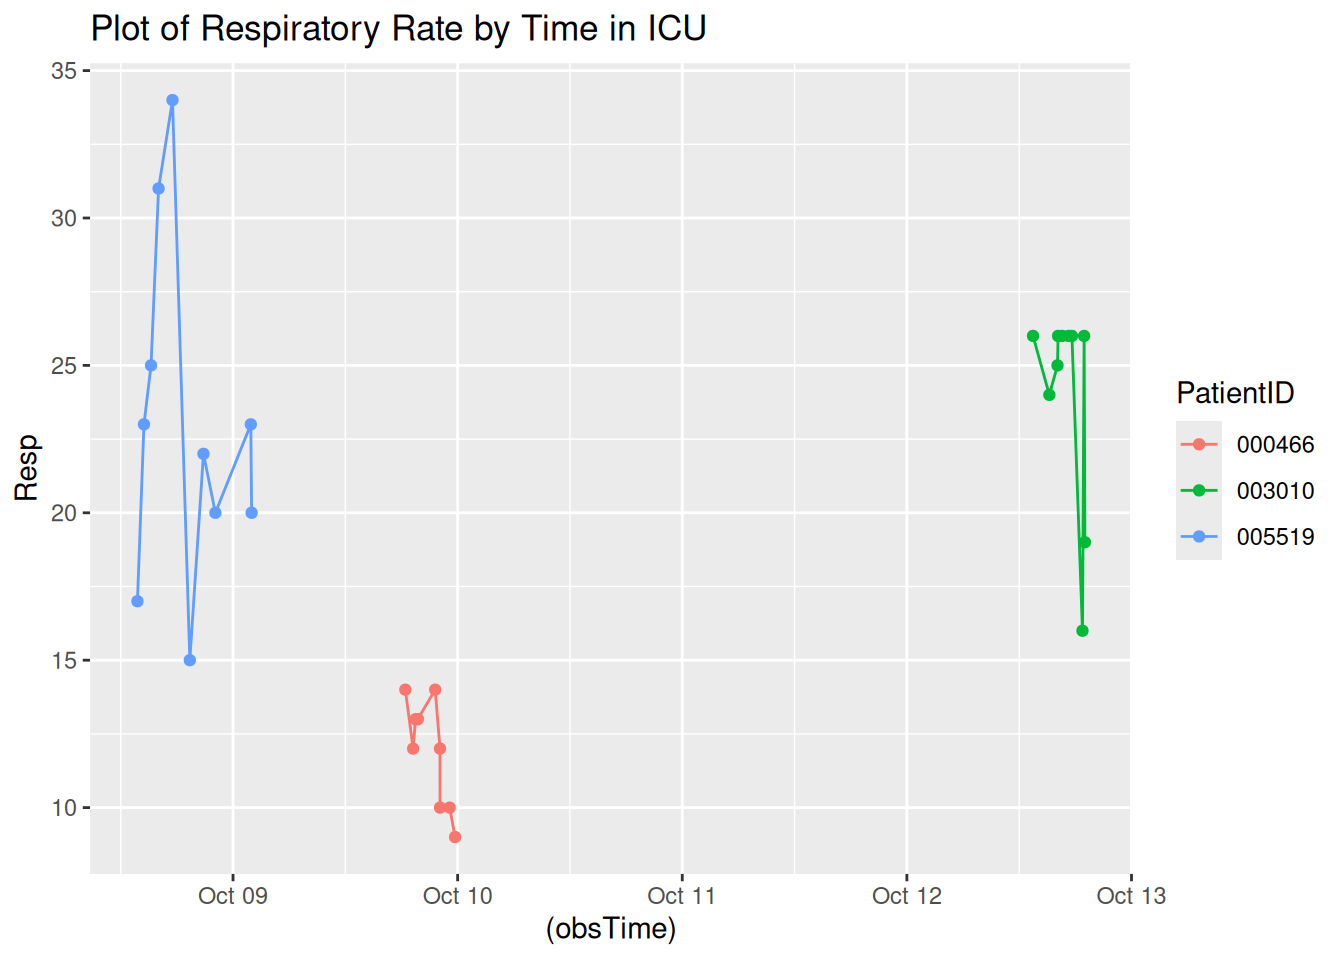 Plot of Respiratory Rate by Time in ICU
35
30
25
20
15
10
Resp
Oct 09 Oct 10 Oct 11 Oct 12 Oct 13
(obsTime)
PatientID
000466
003010
005519